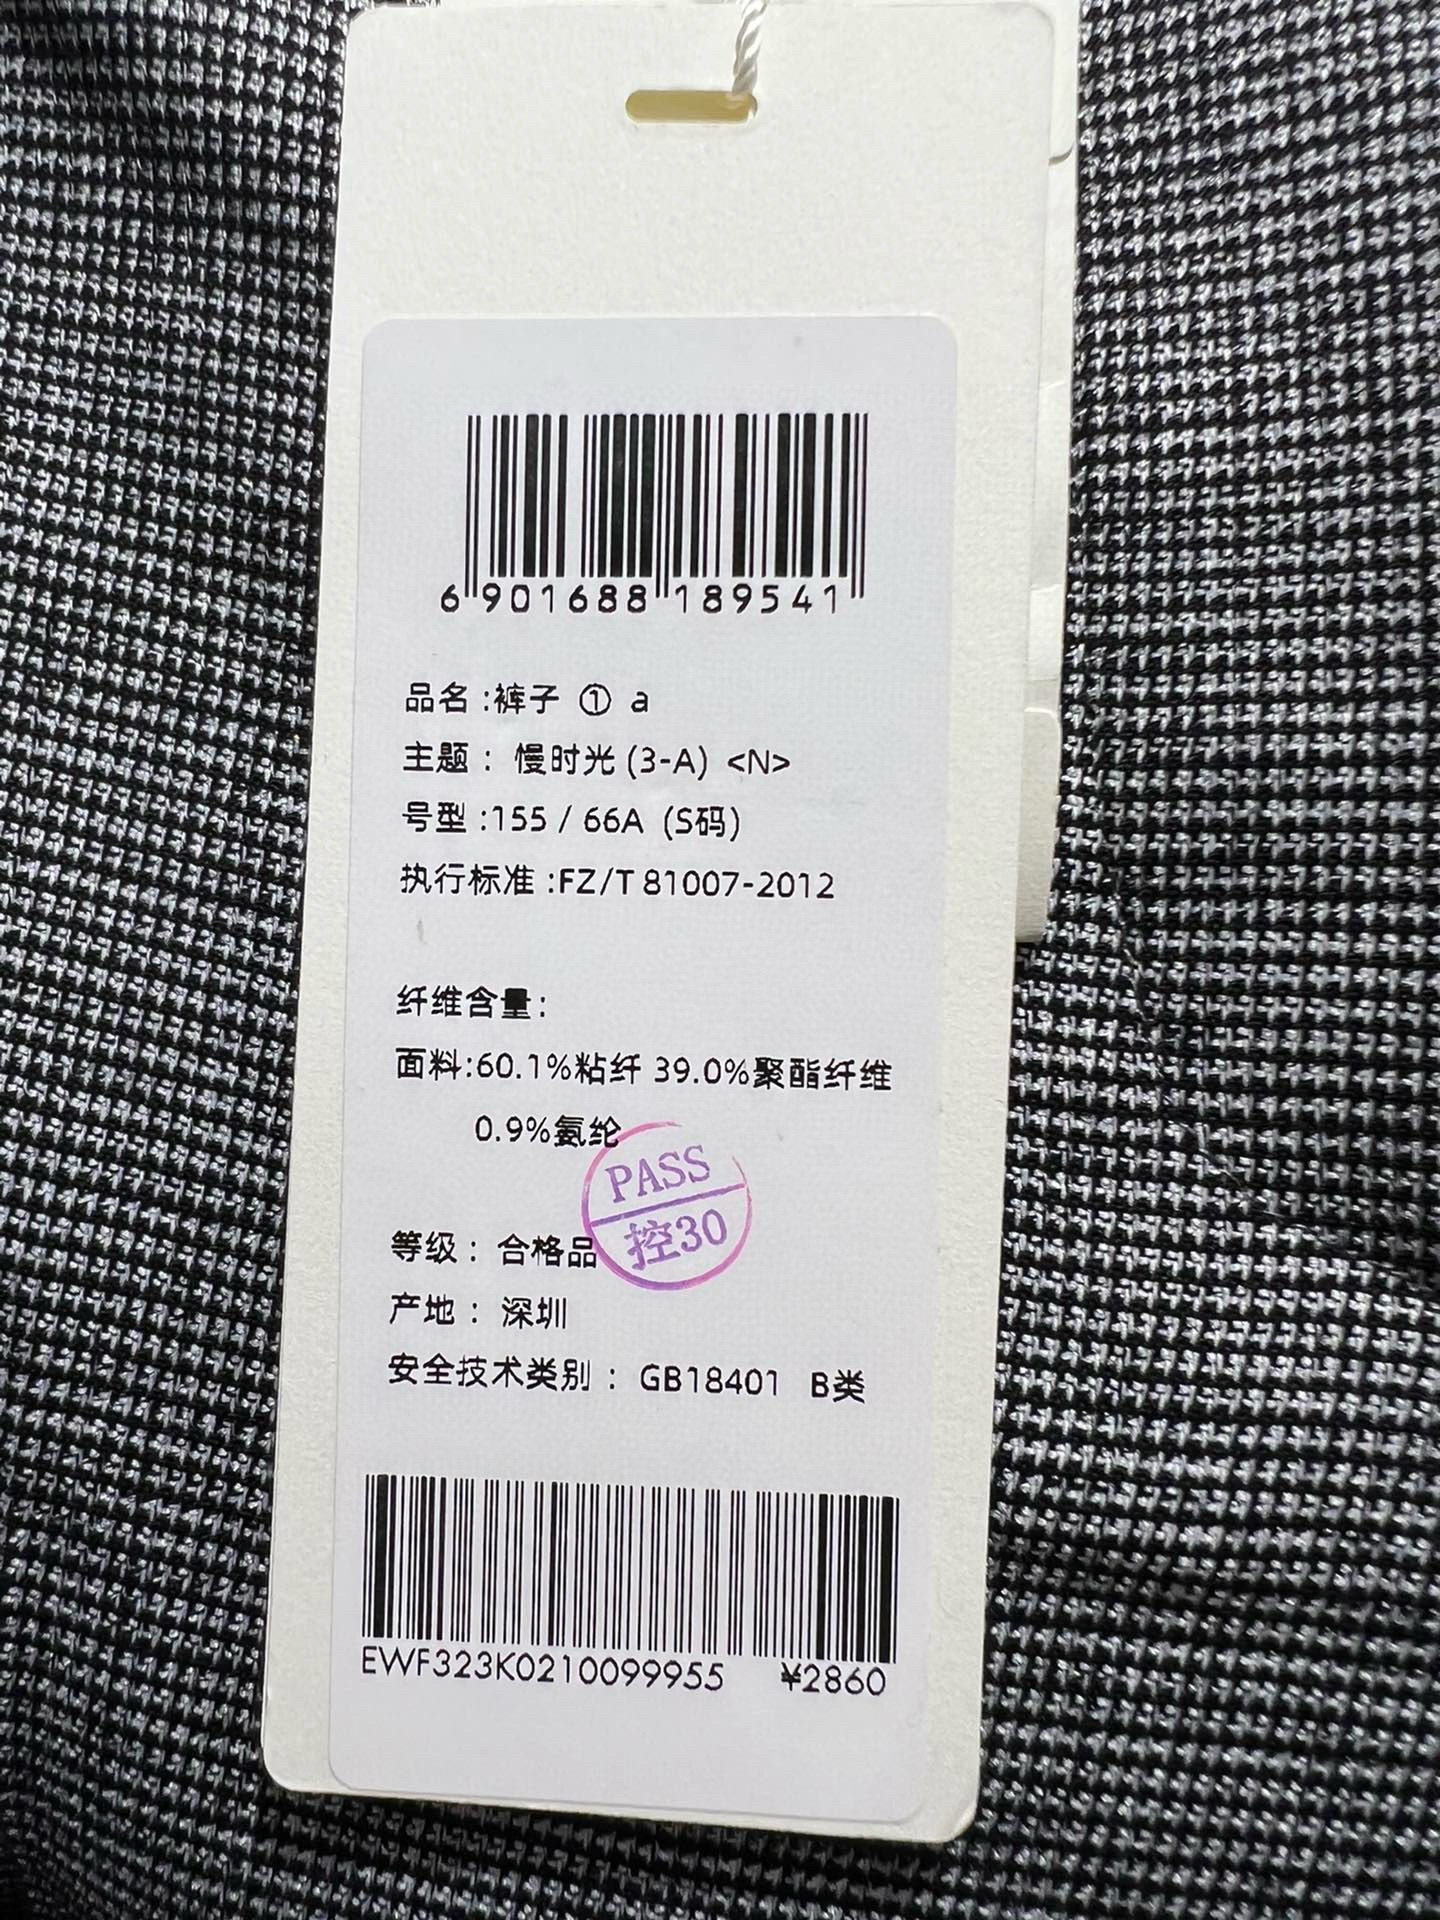 6 901688 189541
品名:裤子 ① a
主题: 慢时光(3-A) <N>
号型:155 / 66A (S码)
执行标准:FZ/T 81007-2012
纤维含量:
面料:60.1%粘纤 39.0%聚酯纤维
0.9%氨纶
PASS
控30
等级: 合格品
产地: 深圳
安全技术类别: GB18401 B类
EWF323K0210099955 ¥2860